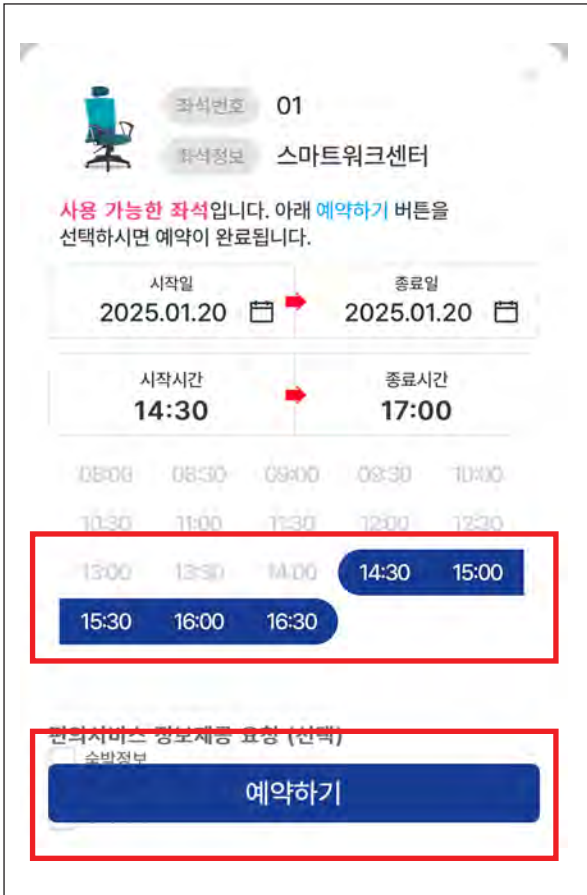 좌석번호 01
좌석정보 스마트워크센터
사용 가능한 좌석입니다. 아래 예약하기 버튼을
선택하시면 예약이 완료됩니다.
시작일 종료일
2025.01.20 2025.01.20
시작시간 종료시간
14:30 17:00
08:00 08:30 09:00 09:30 10:00
10:30 11:00 11:30 12:00 12:30
13:00 13:30 14:00 14:30 15:00
15:30 16:00 16:30
편의서비스 정보제공 요청 (선택)
숙박정보
예약하기